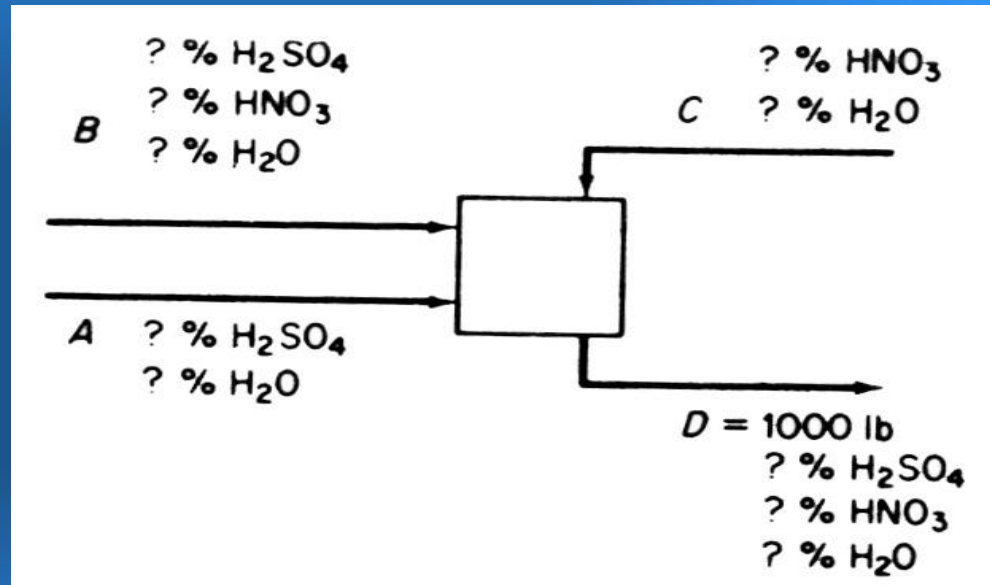 B
? % H₂SO₄
? % HNO₃
? % H₂O
C
? % HNO₃
? % H₂O
A
? % H₂SO₄
? % H₂O
D = 1000 lb
? % H₂SO₄
? % HNO₃
? % H₂O